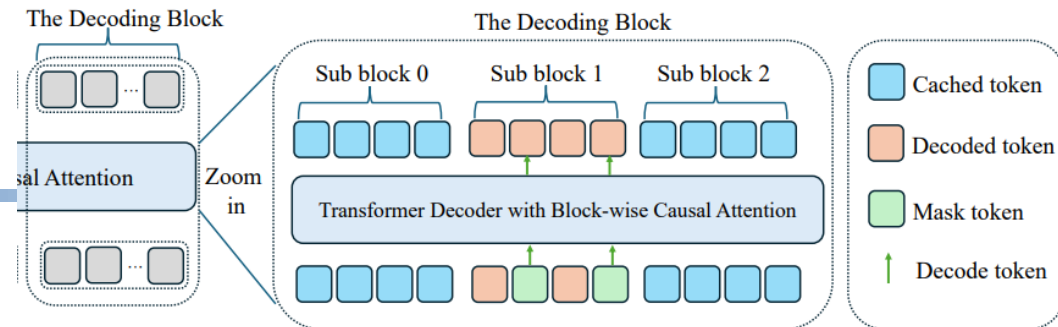 The Decoding Block
...
sal Attention
...
Zoom
in
The Decoding Block
Sub block 0
Sub block 1
Sub block 2
Transformer Decoder with Block-wise Causal Attention
Cached token
Decoded token
Mask token
Decode token